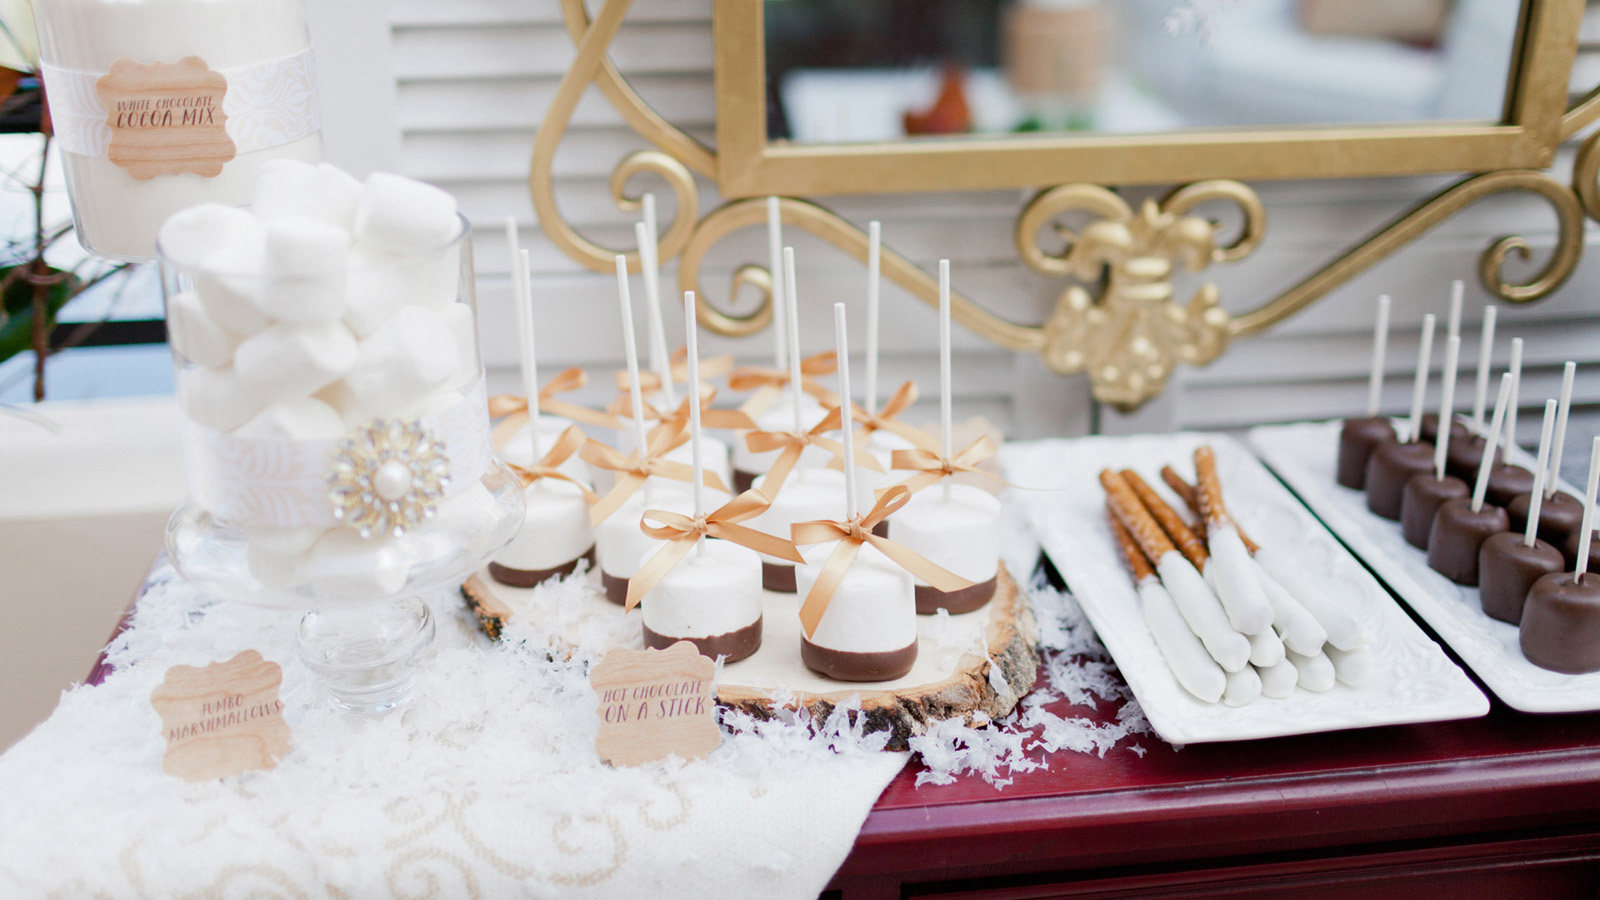 WHITE CHOCOLATE
COCOA MIX
JUMBO
MARSHMALLOWS
HOT CHOCOLATE
ON A STICK